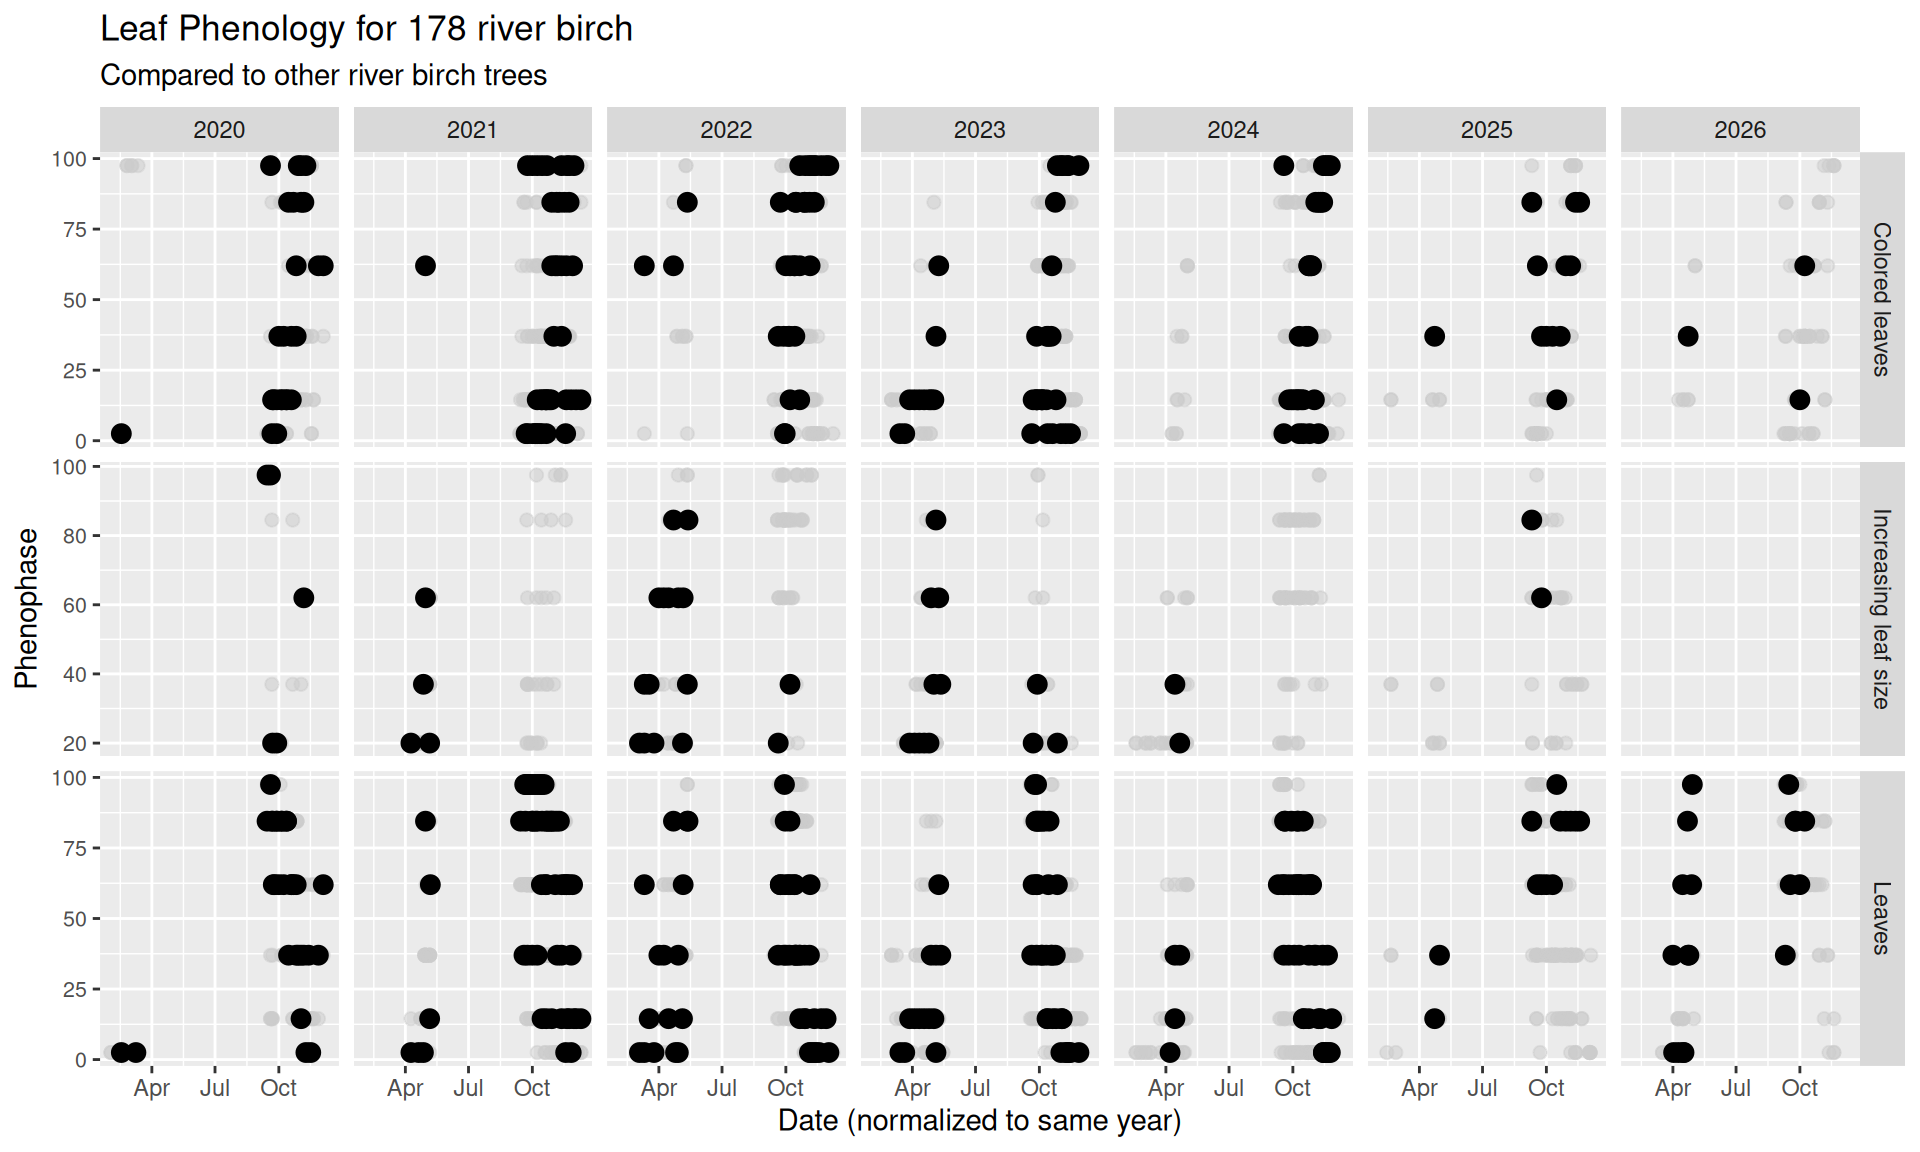 Leaf Phenology for 178 river birch
Compared to other river birch trees
2020 2021 2022 2023 2024 2025 2026
100
75
50
25
0
Colored leaves
100
80
60
40
20
Increasing leaf size
100
75
50
25
0
Leaves
Phenophase
Apr Jul Oct Apr Jul Oct Apr Jul Oct Apr Jul Oct Apr Jul Oct Apr Jul Oct Apr Jul Oct
Date (normalized to same year)